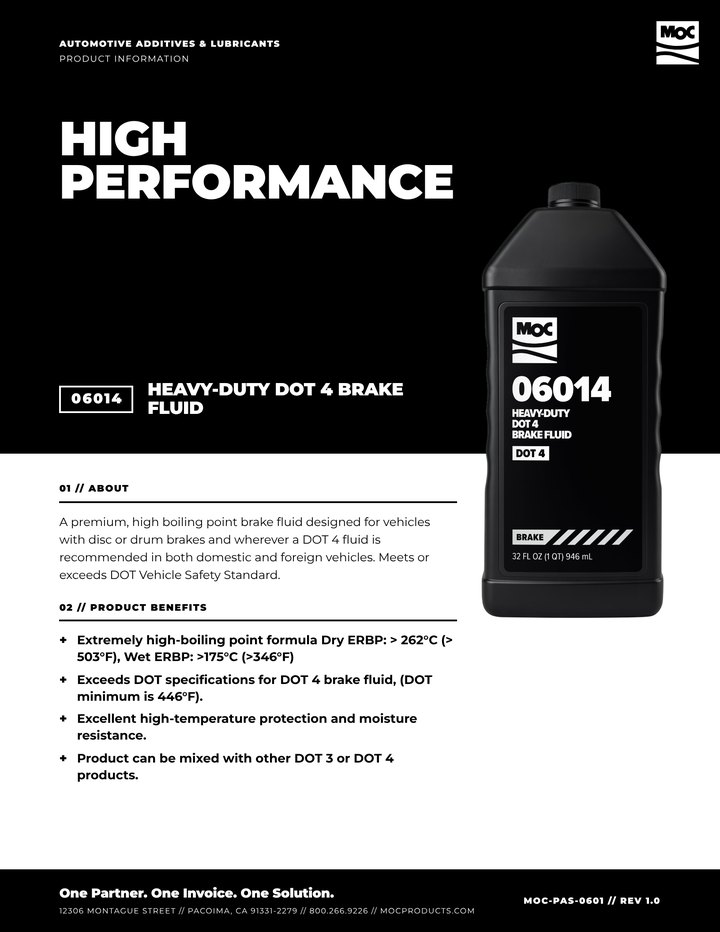 AUTOMOTIVE ADDITIVES & LUBRICANTS
PRODUCT INFORMATION
MOC
HIGH
PERFORMANCE
06014
HEAVY-DUTY DOT 4 BRAKE
FLUID
MOC
06014
HEAVY-DUTY
DOT 4
BRAKE FLUID
DOT 4
BRAKE
32 FL OZ (1 QT) 946 mL
01 // ABOUT
A premium, high boiling point brake fluid designed for vehicles
with disc or drum brakes and wherever a DOT 4 fluid is
recommended in both domestic and foreign vehicles. Meets or
exceeds DOT Vehicle Safety Standard.
02 // PRODUCT BENEFITS
+ Extremely high-boiling point formula Dry ERBP: > 262°C (>
503°F), Wet ERBP: >175°C (>346°F)
+ Exceeds DOT specifications for DOT 4 brake fluid, (DOT
minimum is 446°F).
+ Excellent high-temperature protection and moisture
resistance.
+ Product can be mixed with other DOT 3 or DOT 4
products.
One Partner. One Invoice. One Solution.
12306 MONTAGUE STREET // PACOIMA, CA 91331-2279 // 800.266.9226 // MOCPRODUCTS.COM
MOC-PAS-0601 // REV 1.0